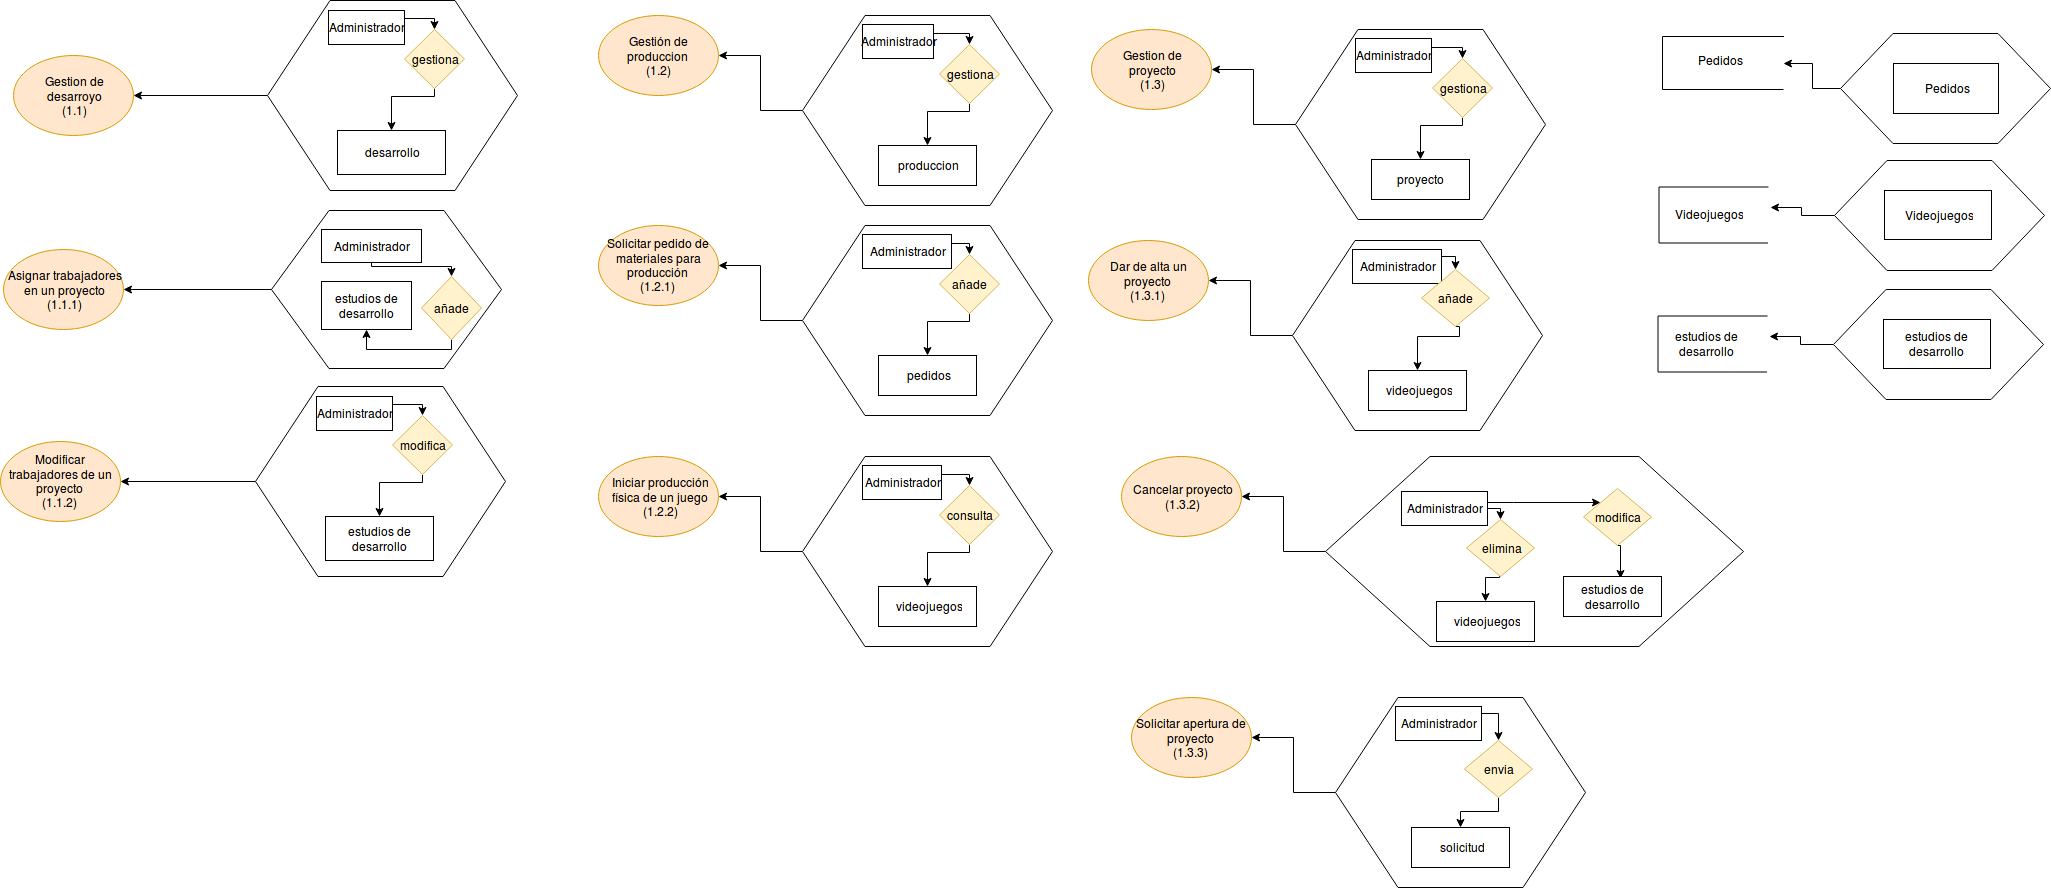 Administrador
gestiona
desarrollo
Gestion de
desarroyo
(1.1)
Administrador
añade
estudios de
desarrollo
Asignar trabajadores
en un proyecto
(1.1.1)
Administrador
modifica
estudios de
desarrollo
Modificar
trabajadores de un
proyecto
(1.1.2)
Gestión de
produccion
(1.2)
Administrador
gestiona
produccion
Solicitar pedido de
materiales para
producción
(1.2.1)
Administrador
añade
pedidos
Iniciar producción
física de un juego
(1.2.2)
Administrador
consulta
videojuegos
Gestion de
proyecto
(1.3)
Administrador
gestiona
proyecto
Dar de alta un
proyecto
(1.3.1)
Administrador
añade
videojuegos
Cancelar proyecto
(1.3.2)
Administrador
elimina
videojuegos
modifica
estudios de
desarrollo
Solicitar apertura de
proyecto
(1.3.3)
Administrador
envia
solicitud
Pedidos
Pedidos
Videojuegos
Videojuegos
estudios de
desarrollo
estudios de
desarrollo